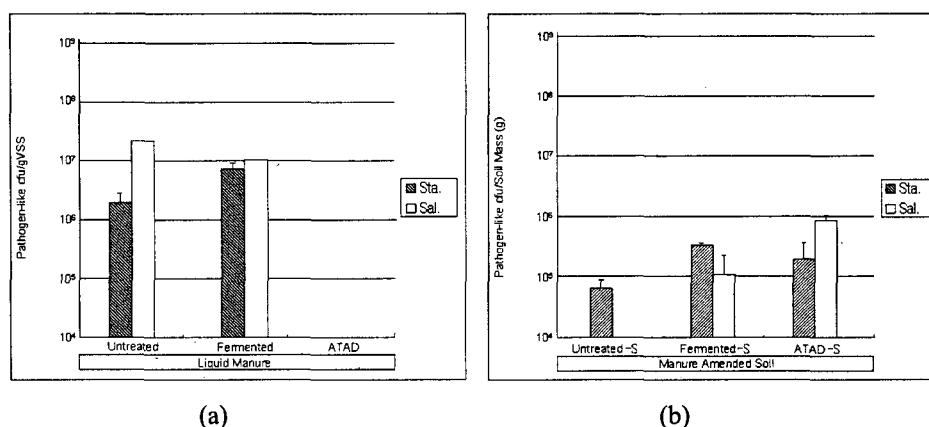 Pathogen-like cfu/gVSS
10⁹
10⁸
10⁷
10⁶
10⁵
10⁴
Untreated
Fermented
ATAD
Liquid Manure
Sta.
Sal.
(a)
Pathogen-like cfu/Soil Mass (g)
10⁹
10⁸
10⁷
10⁶
10⁵
10⁴
Untreated-S
Fermented-S
ATAD-S
Manure Amended Soil
Sta.
Sal.
(b)